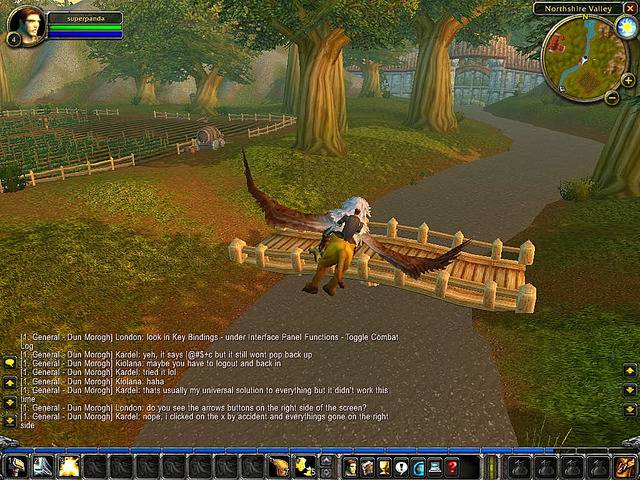 Northshire Valley
superpanda
4
N
[1. General - Dun Morogh] London: look in Key Bindings - under Interface Panel Functions - Toggle Combat
Log
[1. General - Dun Morogh] Kardel: yeh, it says !@#$+c but it still wont pop back up
[1. General - Dun Morogh] Kiolana: maybe you have to logout and back in
[1. General - Dun Morogh] Kardel: tried it lol
[1. General - Dun Morogh] Kiolana: haha
[1. General - Dun Morogh] Kardel: thats usually my universal solution to everything but it didn't work this
time
[1. General - Dun Morogh] London: do you see the arrows buttons on the right side of the screen?
[1. General - Dun Morogh] Kardel: nope, i clicked on the x by accident and everythings gone on the right
side